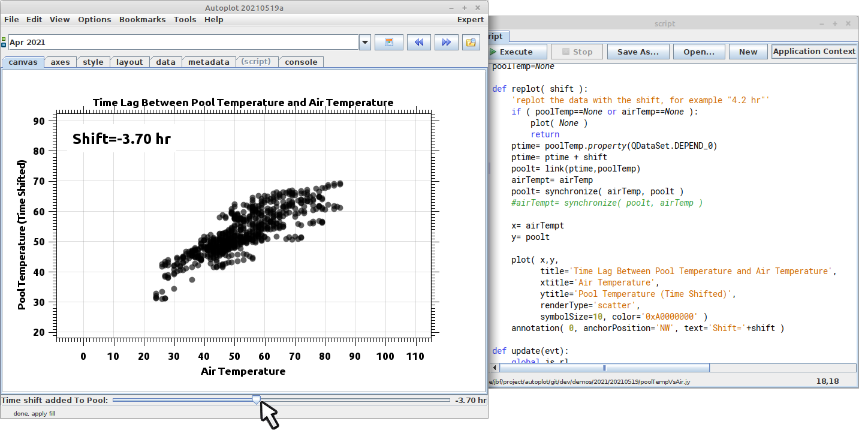 Autoplot 20210519a
File Edit View Options Bookmarks Tools Help Expert
Apr 2021
canvas axes style layout data metadata (script) console
Time Lag Between Pool Temperature and Air Temperature
Shift=-3.70 hr
Pool Temperature (Time Shifted)
90
80
70
60
50
40
30
20
0 10 20 30 40 50 60 70 80 90 100 110
Air Temperature
Time shift added To Pool: -3.70 hr
done, apply fill
script
ript
Execute Stop Save As... Open... New Application Context
poolTemp=None
def replot( shift ):
'replot the data with the shift, for example "4.2 hr"'
if ( poolTemp==None or airTemp==None ):
plot( None )
return
ptime= poolTemp.property(QDataSet.DEPEND_0)
ptime= ptime + shift
poolt= link(ptime,poolTemp)
airTempt= airTemp
poolt= synchronize( airTemp, poolt )
#airTempt= synchronize( poolt, airTemp )
x= airTempt
y= poolt
plot( x,y,
title='Time Lag Between Pool Temperature and Air Temperature',
xtitle='Air Temperature',
ytitle='Pool Temperature (Time Shifted)',
renderType='scatter',
symbolSize=10, color='0xA0000000' )
annotation( 0, anchorPosition='NW', text='Shift='+shift )
def update(evt):
/jbf/project/autoplot/git/dev/demos/2021/20210519/poolTempVsAir.jy 18,18